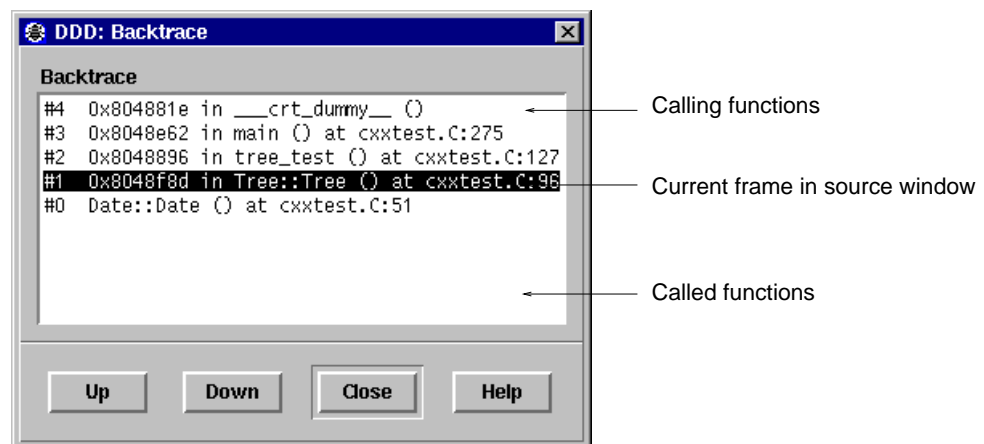 DDD: Backtrace
Backtrace
#4 0x804881e in ___crt_dummy__ ()
Calling functions
#3 0x8048e62 in main () at cxxtest.C:275
#2 0x8048896 in tree_test () at cxxtest.C:127
#1 0x8048f8d in Tree::Tree () at cxxtest.C:96
Current frame in source window
#0 Date::Date () at cxxtest.C:51
Called functions
Up Down Close Help